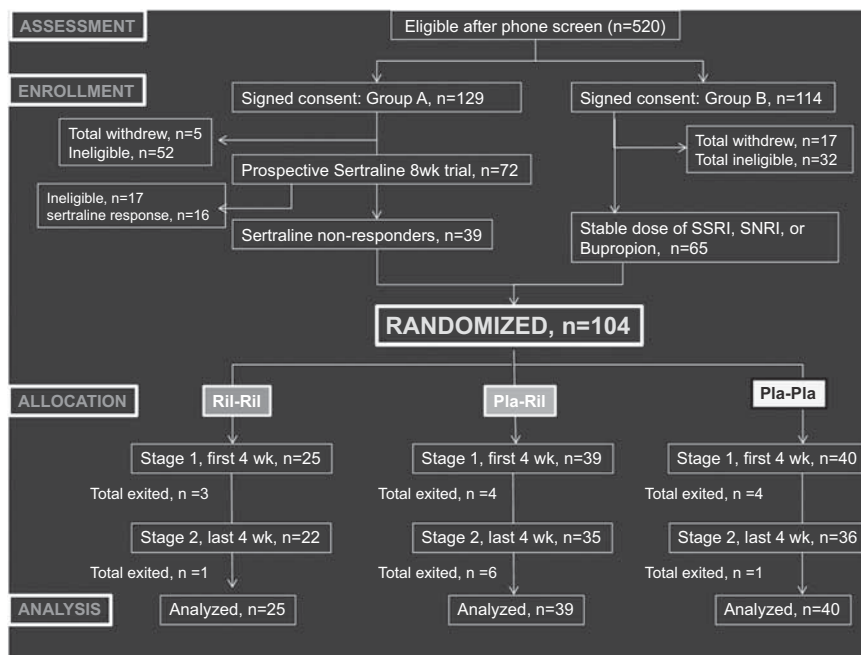 ASSESSMENT
Eligible after phone screen (n=520)
ENROLLMENT
Signed consent: Group A, n=129
Signed consent: Group B, n=114
Total withdrew, n=5
Ineligible, n=52
Total withdrew, n=17
Total ineligible, n=32
Prospective Sertraline 8wk trial, n=72
Ineligible, n=17
sertraline response, n=16
Sertraline non-responders, n=39
Stable dose of SSRI, SNRI, or
Bupropion, n=65
RANDOMIZED, n=104
ALLOCATION
Ril-Ril
Pla-Ril
Pla-Pla
Stage 1, first 4 wk, n=25
Stage 1, first 4 wk, n=39
Stage 1, first 4 wk, n=40
Total exited, n =3
Total exited, n =4
Total exited, n =4
Stage 2, last 4 wk, n=22
Stage 2, last 4 wk, n=35
Stage 2, last 4 wk, n=36
Total exited, n =1
Total exited, n =6
Total exited, n =1
ANALYSIS
Analyzed, n=25
Analyzed, n=39
Analyzed, n=40